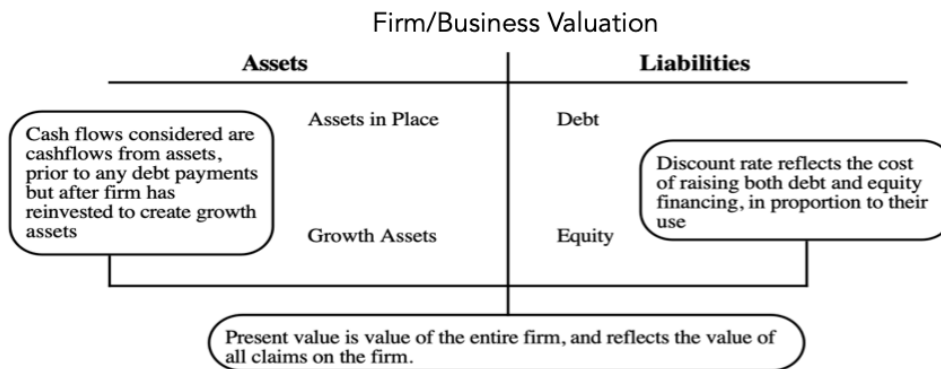 Firm/Business Valuation
Assets
Liabilities
Assets in Place
Debt
Cash flows considered are
cashflows from assets,
prior to any debt payments
but after firm has
reinvested to create growth
assets
Discount rate reflects the cost
of raising both debt and equity
financing, in proportion to their
use
Growth Assets
Equity
Present value is value of the entire firm, and reflects the value of
all claims on the firm.